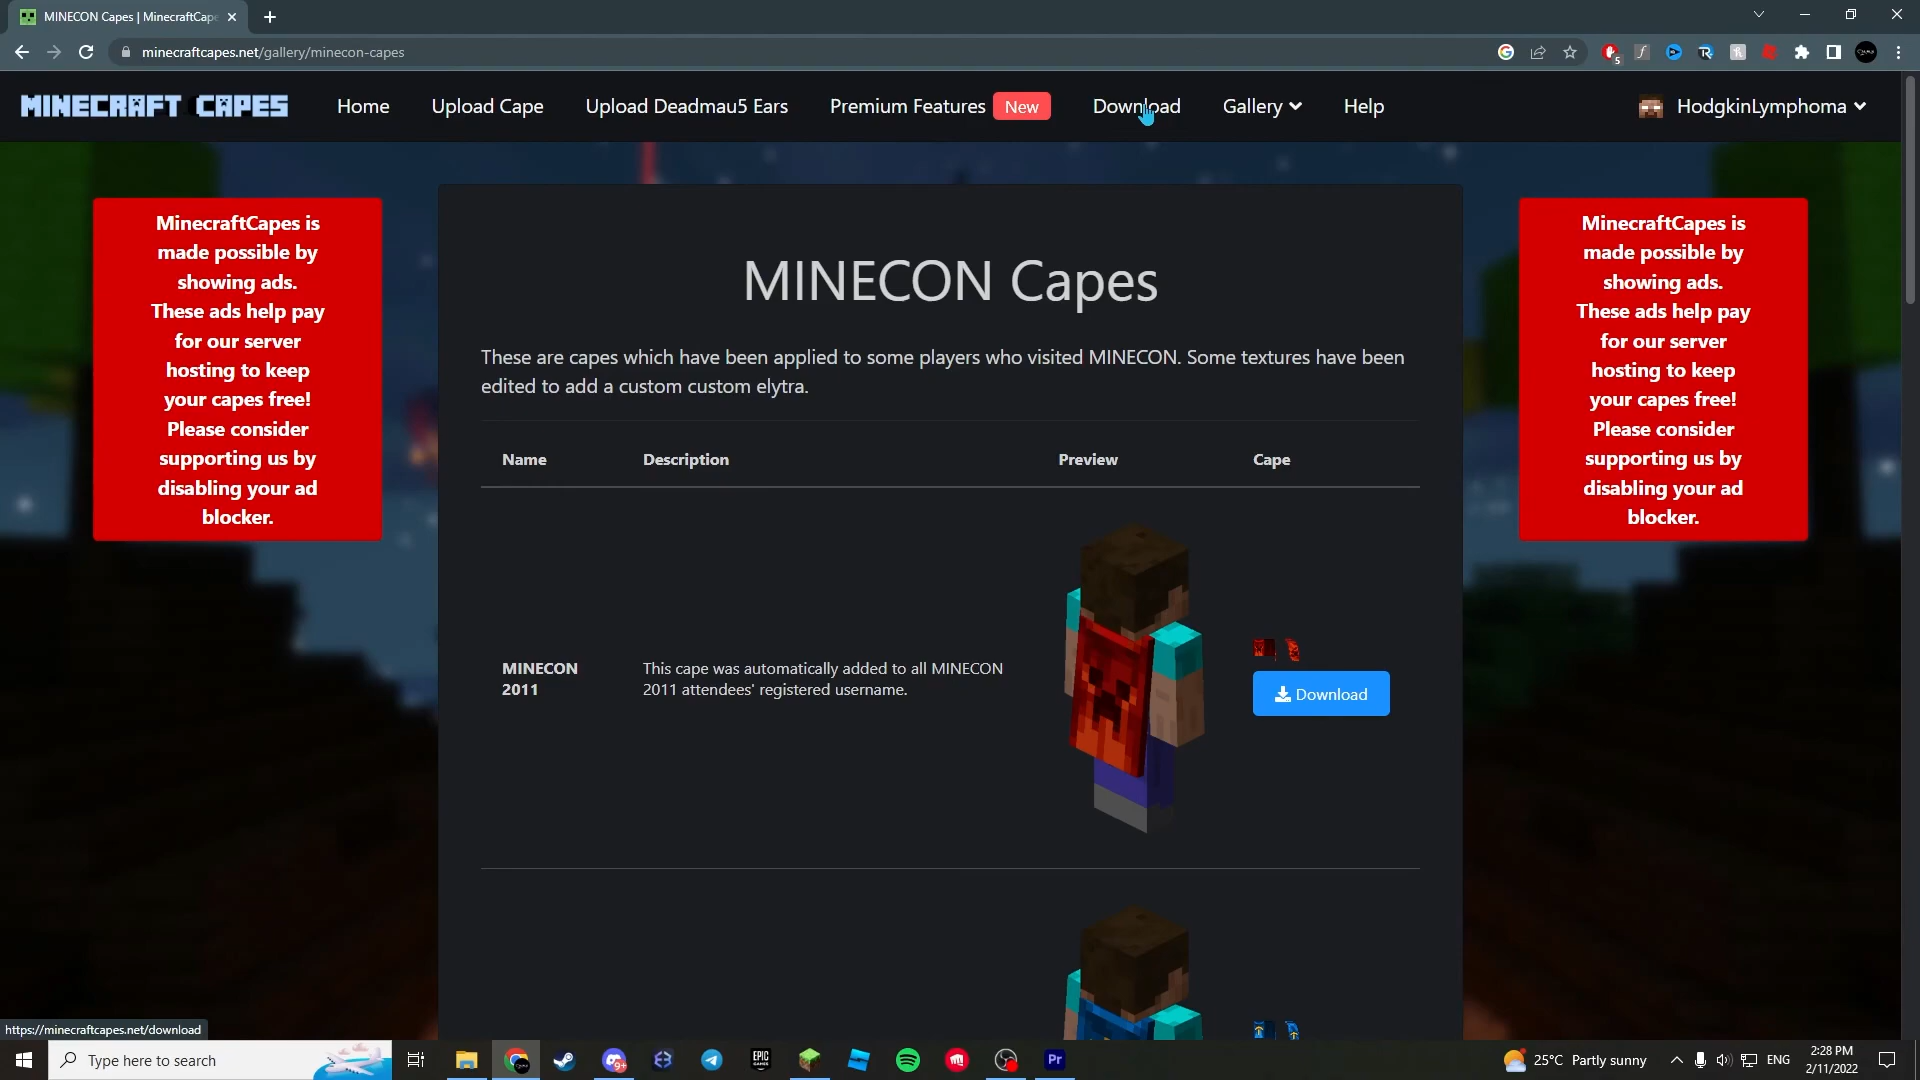 MINECON Capes | MinecraftCape
minecraftcapes.net/gallery/minecon-capes
5
MINECRAFT CAPES
Home
Upload Cape
Upload Deadmau5 Ears
Premium Features
New
Download
Gallery
Help
HodgkinLymphoma
MinecraftCapes is
made possible by
showing ads.
These ads help pay
for our server
hosting to keep
your capes free!
Please consider
supporting us by
disabling your ad
blocker.
MINECON Capes
These are capes which have been applied to some players who visited MINECON. Some textures have been
edited to add a custom custom elytra.
Name
Description
Preview
Cape
MINECON
2011
This cape was automatically added to all MINECON
2011 attendees' registered username.
Download
MinecraftCapes is
made possible by
showing ads.
These ads help pay
for our server
hosting to keep
your capes free!
Please consider
supporting us by
disabling your ad
blocker.
https://minecraftcapes.net/download
Type here to search
9+
EPIC
GAMES
Pr
25°C Partly sunny
ENG
2:28 PM
2/11/2022